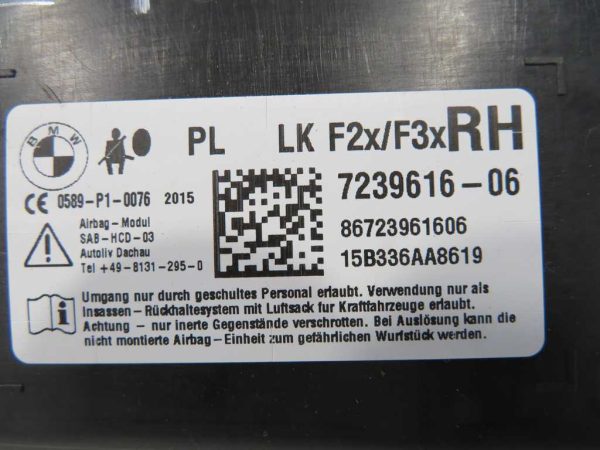 BMW
PL LK F2x/F3x RH
7239616-06
CE 0589-P1-0076 2015
86723961606
15B336AA8619
Airbag-Modul
SAB-HCD-03
Autoliv Dachau
Tel +49-8131-295-0
Umgang nur durch geschultes Personal erlaubt. Verwendung nur als
Insassen-Rückhaltesystem mit Luftsack fur Kraftfahrzeuge erlaubt.
Achtung - nur inerte Gegenstände verschrotten. Bei Auslösung kann die
nicht montierte Airbag-Einheit zum gefährlichen Wurfstück werden.